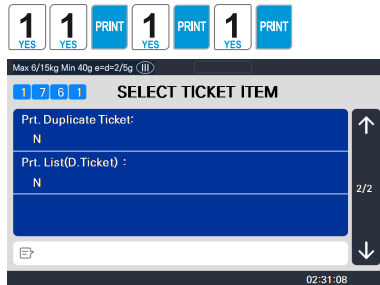 1 YES 1 YES PRINT 1 YES PRINT 1 YES PRINT
Max 6/15kg Min 40g e=d=2/5g (III)
1 7 6 1 SELECT TICKET ITEM
Prt. Duplicate Ticket:
N
Prt. List(D.Ticket) :
N
2/2
02:31:08